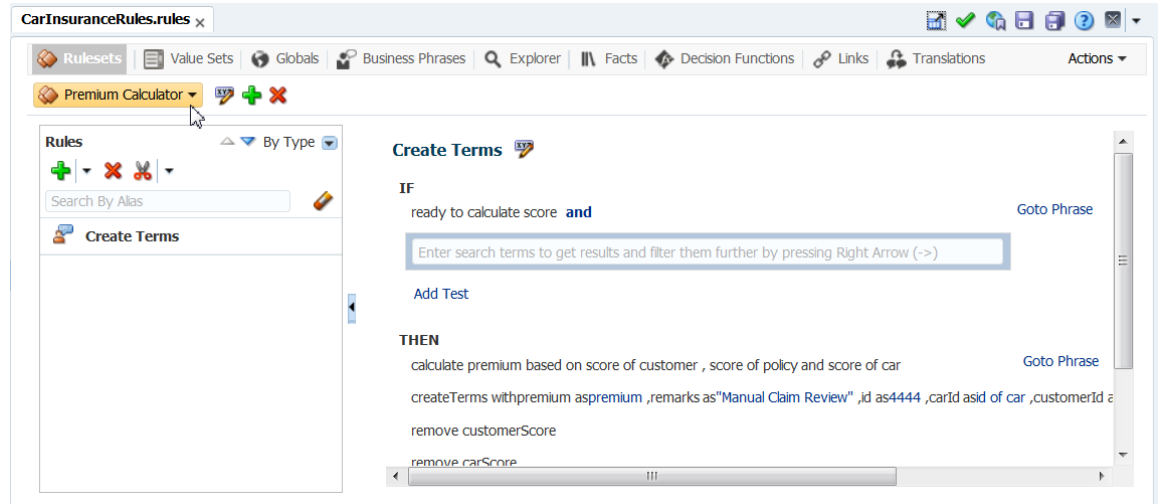 CarInsuranceRules.rules
Rulesets Value Sets Globals Business Phrases Explorer Facts Decision Functions Links Translations Actions
Premium Calculator
Rules By Type
Search By Alias
Create Terms
Create Terms
IF
ready to calculate score and Goto Phrase
Enter search terms to get results and filter them further by pressing Right Arrow (->)
Add Test
THEN
calculate premium based on score of customer , score of policy and score of car Goto Phrase
createTerms withpremium aspremium ,remarks as"Manual Claim Review" ,id as4444 ,carId asid of car ,customerId a
remove customerScore
remove carScore